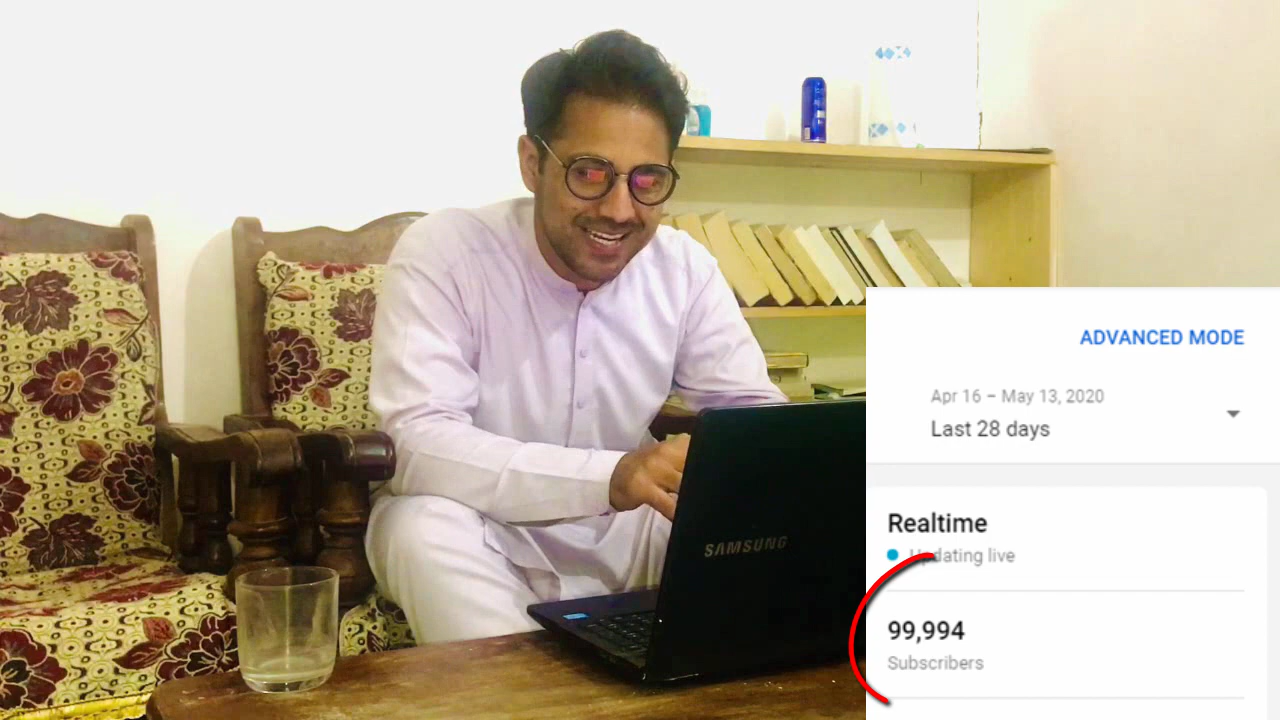 SAMSUNG
ADVANCED MODE
Apr 16 – May 13, 2020
Last 28 days
Realtime
Updating live
99,994
Subscribers